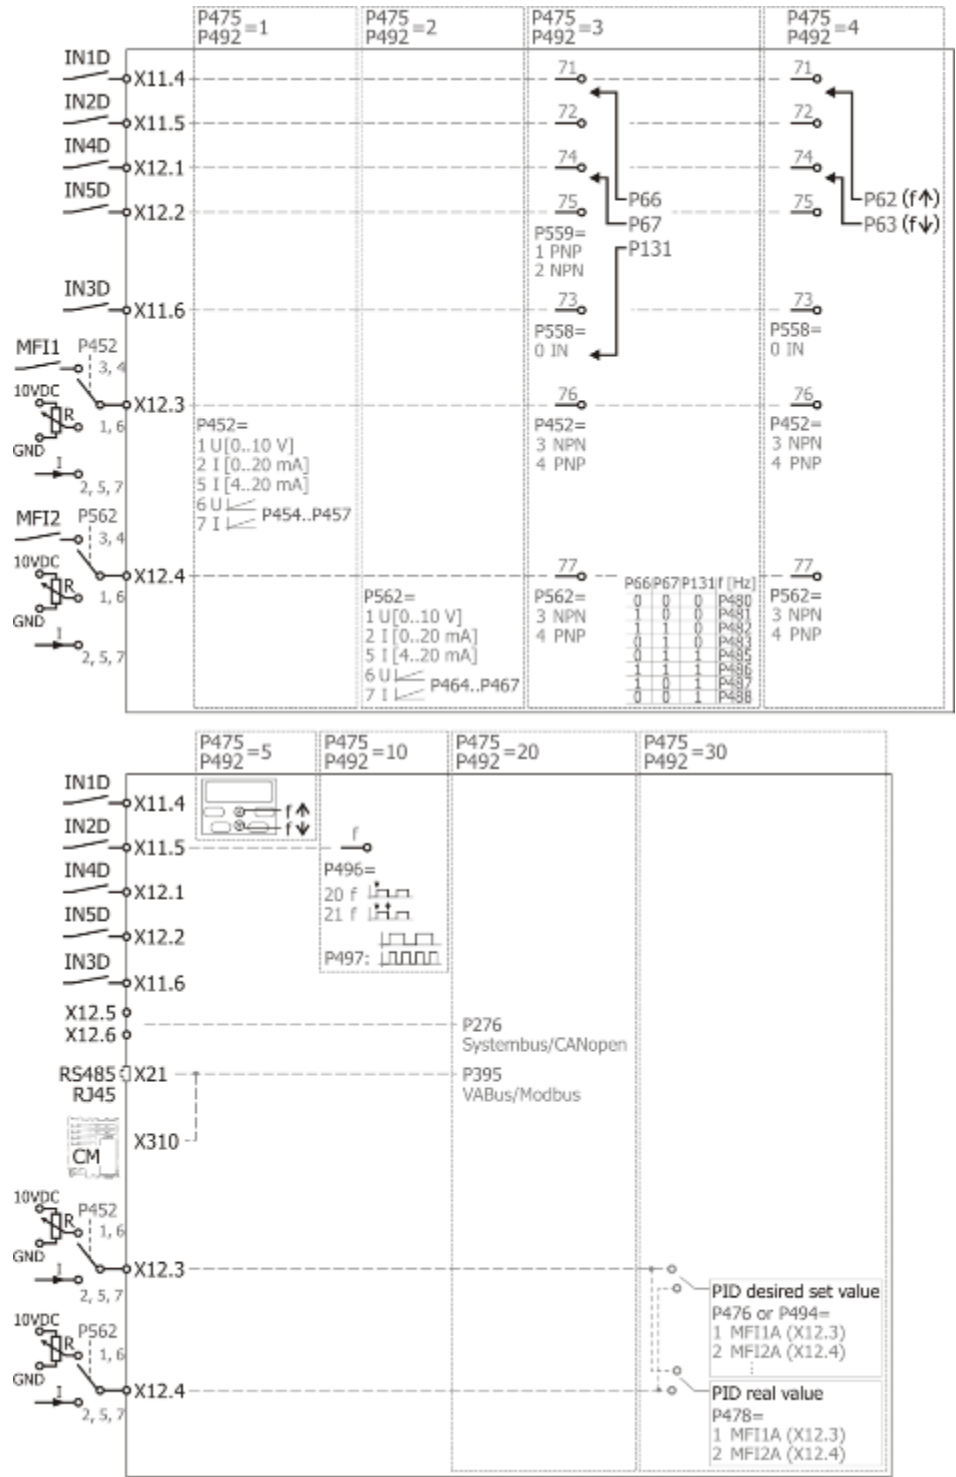 P475
P492 =1
P475
P492 =2
P475
P492 =3
P475
P492 =4
IN1D
X11.4
71
71
IN2D
X11.5
72
72
IN4D
X12.1
74
74
IN5D
X12.2
75
P66
75
P62 (f↑)
P67
P63 (f↓)
P559=
1 PNP
2 NPN
P131
IN3D
X11.6
73
73
P558=
0 IN
P558=
0 IN
MFI1
P452
3, 4
10VDC
R
1, 6
GND
I
2, 5, 7
X12.3
76
76
P452=
1 U[0..10 V]
2 I [0..20 mA]
5 I [4..20 mA]
6 U
7 I
P454..P457
P452=
3 NPN
4 PNP
P452=
3 NPN
4 PNP
MFI2
P562
3, 4
10VDC
R
1, 6
GND
I
2, 5, 7
X12.4
77
77
P562=
1 U[0..10 V]
2 I [0..20 mA]
5 I [4..20 mA]
6 U
7 I
P464..P467
P562=
3 NPN
4 PNP
P66 P67 P131 f [Hz]
0 0 0 P480
1 0 0 P481
1 1 0 P482
0 1 0 P483
0 1 1 P485
1 1 1 P486
1 0 1 P487
0 0 1 P488
P562=
3 NPN
4 PNP
P475
P492 =5
P475
P492 =10
P475
P492 =20
P475
P492 =30
IN1D
X11.4
f ↑
f ↓
IN2D
X11.5
f
IN4D
X12.1
P496=
20 f
21 f
IN5D
X12.2
P497:
IN3D
X11.6
X12.5
X12.6
P276
Systembus/CANopen
RS485
X21
RJ45
P395
VABus/Modbus
CM
X310
10VDC
P452
R
1, 6
GND
I
2, 5, 7
X12.3
PID desired set value
P476 or P494=
1 MFI1A (X12.3)
2 MFI2A (X12.4)
10VDC
P562
R
1, 6
GND
I
2, 5, 7
X12.4
PID real value
P478=
1 MFI1A (X12.3)
2 MFI2A (X12.4)